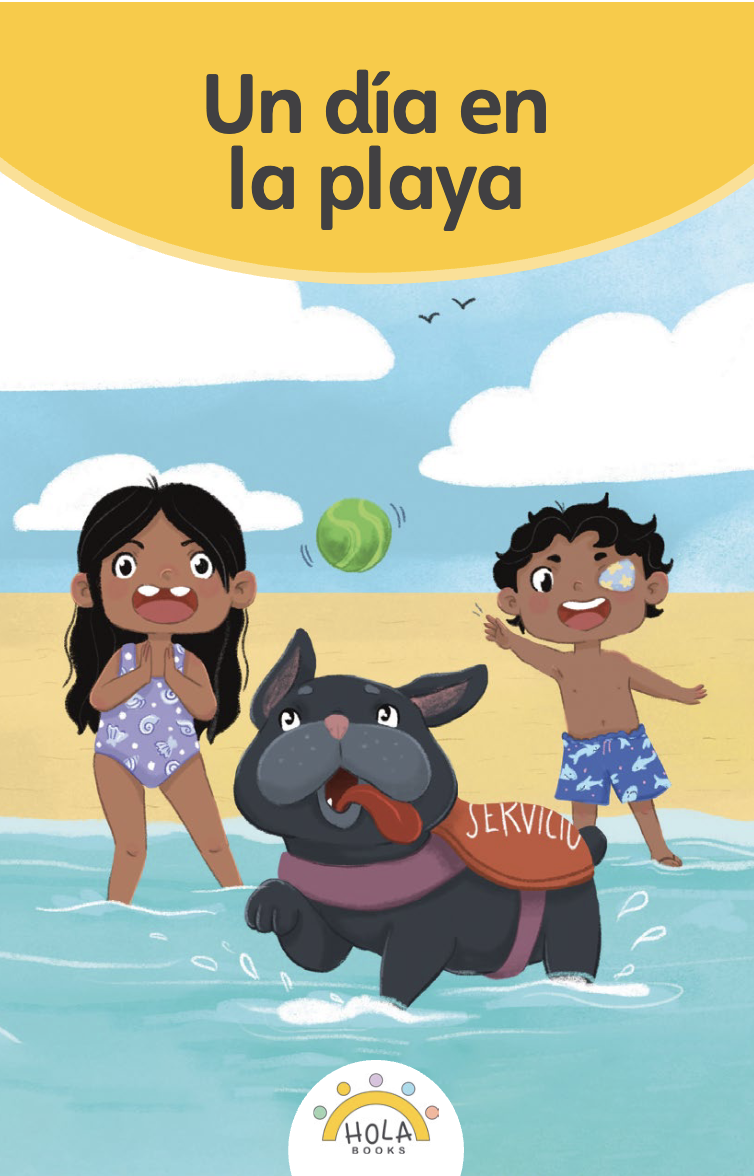 Un día en
la playa
SERVICIO
HOLA
BOOKS